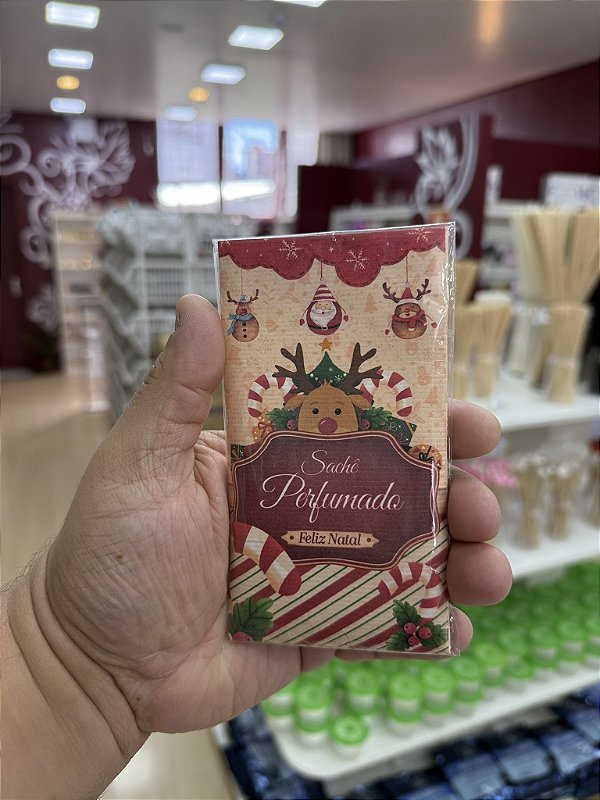 Sachê
Perfumado
Feliz Natal